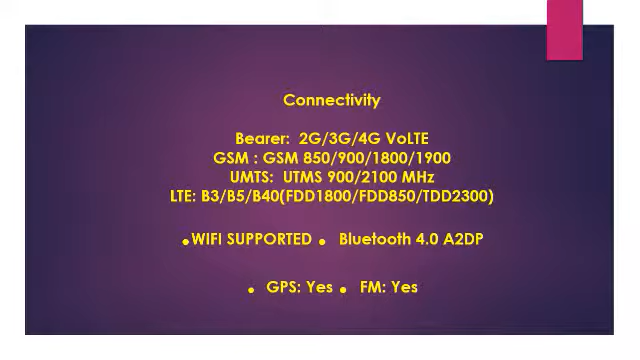 Connectivity
Bearer: 2G/3G/4G VoLTE
GSM : GSM 850/900/1800/1900
UMTS: UTMS 900/2100 MHz
LTE: B3/B5/B40(FDD1800/FDD850/TDD2300)
•WIFI SUPPORTED • Bluetooth 4.0 A2DP
• GPS: Yes • FM: Yes